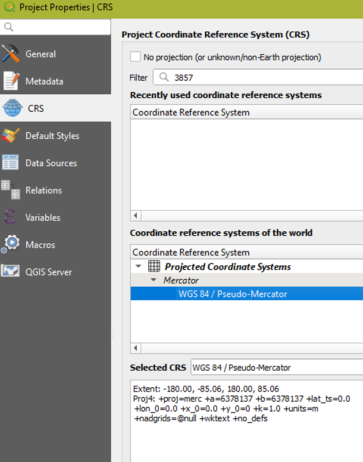 Project Properties | CRS
General
Metadata
CRS
Default Styles
Data Sources
Relations
Variables
Macros
QGIS Server
Project Coordinate Reference System (CRS)
No projection (or unknown/non-Earth projection)
Filter 3857
Recently used coordinate reference systems
Coordinate Reference System
Coordinate reference systems of the world
Coordinate Reference System
Projected Coordinate Systems
Mercator
WGS 84 / Pseudo-Mercator
Selected CRS WGS 84 / Pseudo-Mercator
Extent: -180.00, -85.06, 180.00, 85.06
Proj4: +proj=merc +a=6378137 +b=6378137 +lat_ts=0.0
+lon_0=0.0 +x_0=0.0 +y_0=0 +k=1.0 +units=m
+nadgrids=@null +wktext +no_defs